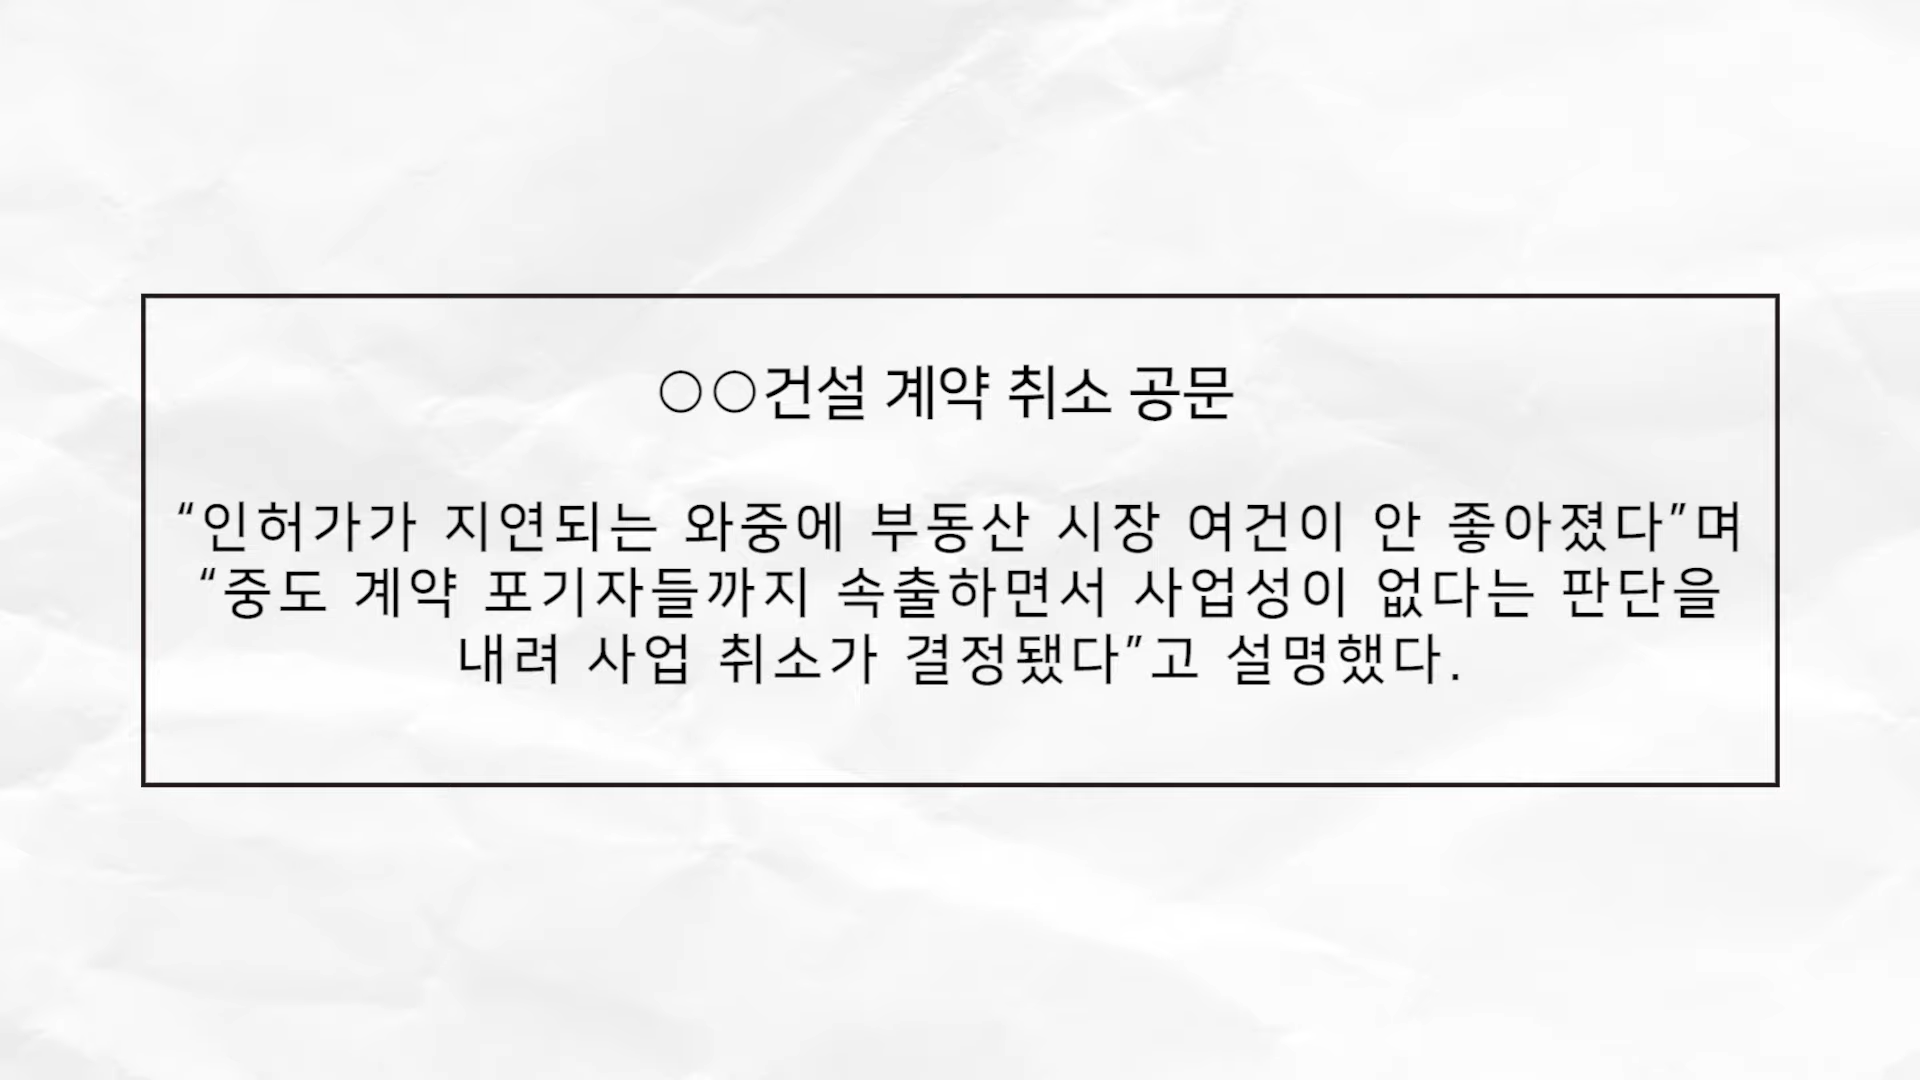 ○○건설 계약 취소 공문
“인허가가 지연되는 와중에 부동산 시장 여건이 안 좋아졌다”며
“중도 계약 포기자들까지 속출하면서 사업성이 없다는 판단을
내려 사업 취소가 결정됐다”고 설명했다.